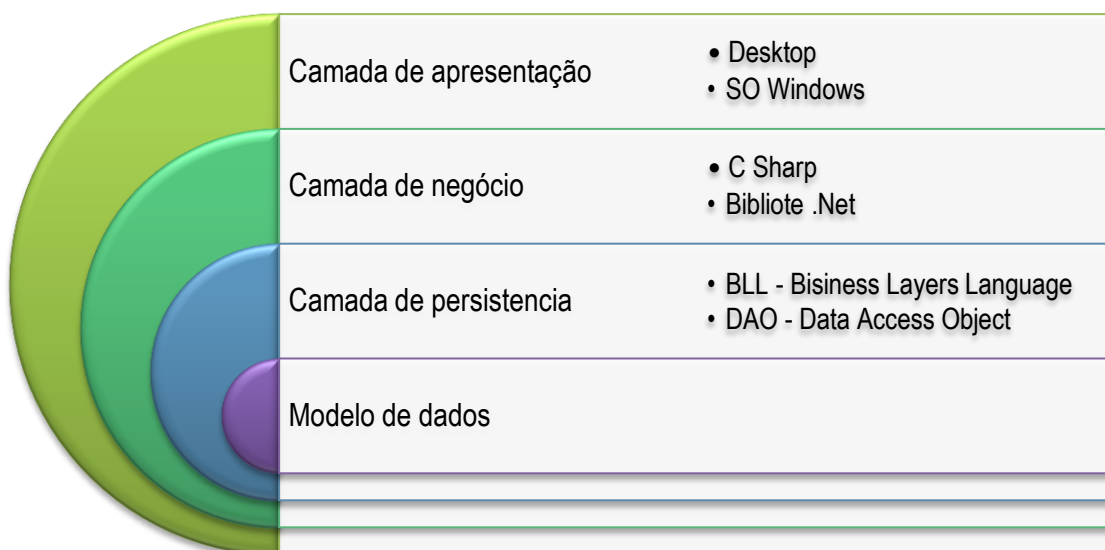 Camada de apresentação
• Desktop
• SO Windows
Camada de negócio
• C Sharp
• Bibliote .Net
Camada de persistencia
• BLL - Bisiness Layers Language
• DAO - Data Access Object
Modelo de dados